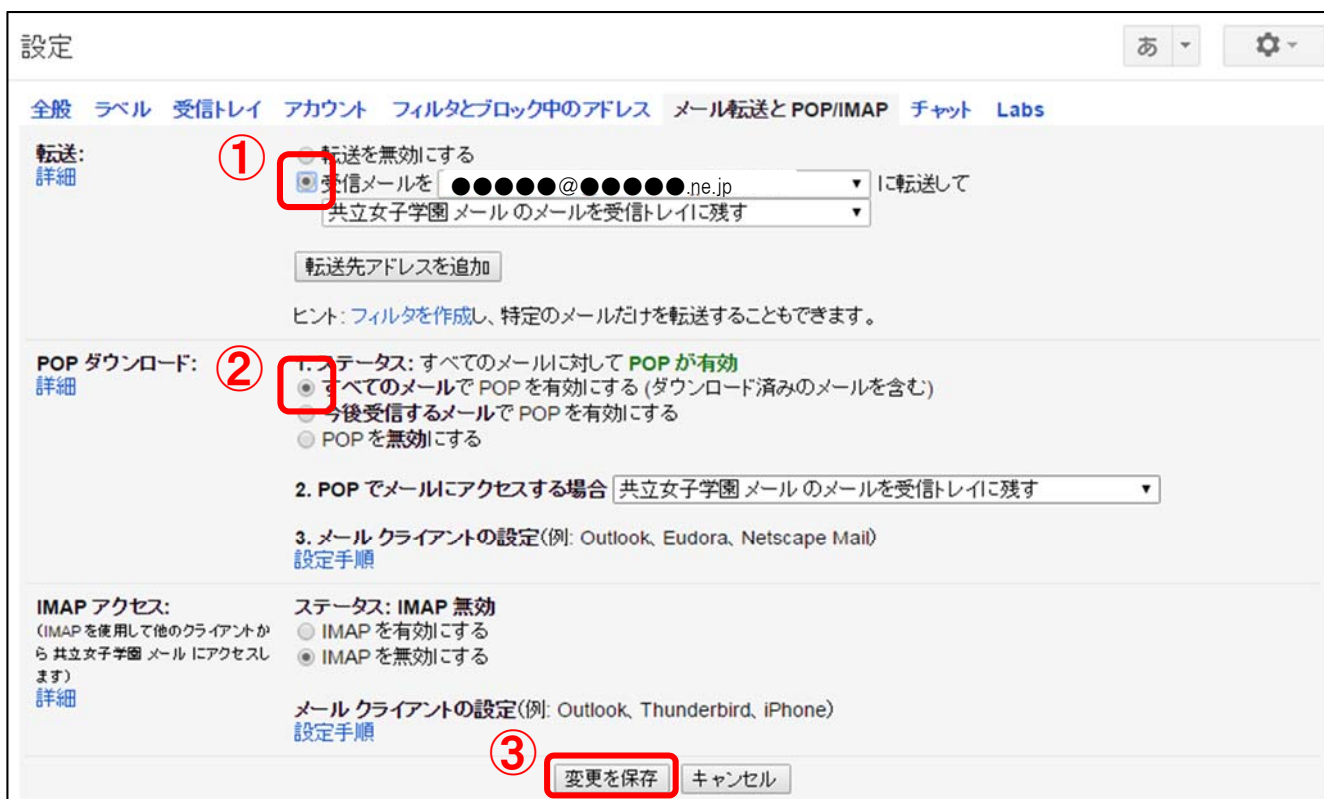 設定
あ
全般 ラベル 受信トレイ アカウント フィルタとブロック中のアドレス メール転送と POP/IMAP チャット Labs
転送:
詳細
①
転送を無効にする
受信メールを ●●●●●@●●●●●.ne.jp に転送して
共立女子学園 メール のメールを受信トレイに残す
転送先アドレスを追加
ヒント: フィルタを作成し、特定のメールだけを転送することもできます。
POP ダウンロード:
詳細
②
1. ステータス: すべてのメールに対して POP が有効
すべてのメールで POP を有効にする (ダウンロード済みのメールを含む)
今後受信するメールで POP を有効にする
POP を無効にする
2. POP でメールにアクセスする場合 共立女子学園 メール のメールを受信トレイに残す
3. メール クライアントの設定(例: Outlook、Eudora、Netscape Mail)
設定手順
IMAP アクセス:
(IMAP を使用して他のクライアントか
ら 共立女子学園 メール にアクセスし
ます)
詳細
ステータス: IMAP 無効
IMAP を有効にする
IMAP を無効にする
メール クライアントの設定(例: Outlook、Thunderbird、iPhone)
設定手順
③
変更を保存 キャンセル